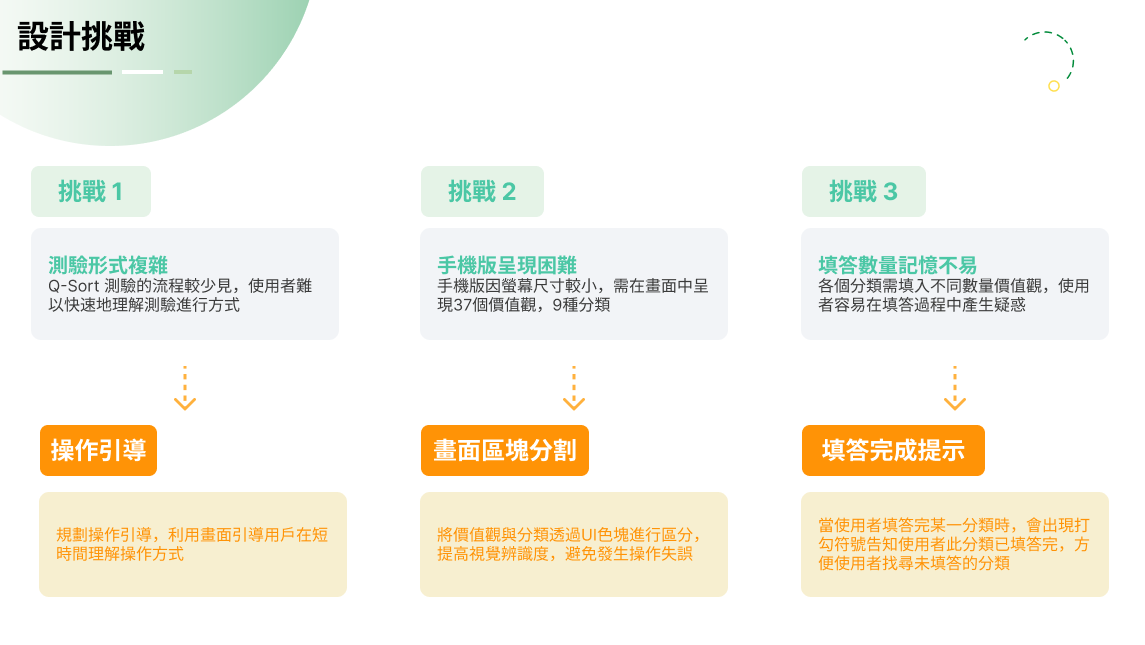 設計挑戰
挑戰 1
測驗形式複雜
Q-Sort 測驗的流程較少見，使用者難
以快速地理解測驗進行方式
操作引導
規劃操作引導，利用畫面引導用戶在短
時間理解操作方式
挑戰 2
手機版呈現困難
手機版因螢幕尺寸較小，需在畫面中呈
現37個價值觀，9種分類
畫面區塊分割
將價值觀與分類透過UI色塊進行區分，
提高視覺辨識度，避免發生操作失誤
挑戰 3
填答數量記憶不易
各個分類需填入不同數量價值觀，使用
者容易在填答過程中產生疑惑
填答完成提示
當使用者填答完某一分類時，會出現打
勾符號告知使用者此分類已填答完，方
便使用者找尋未填答的分類